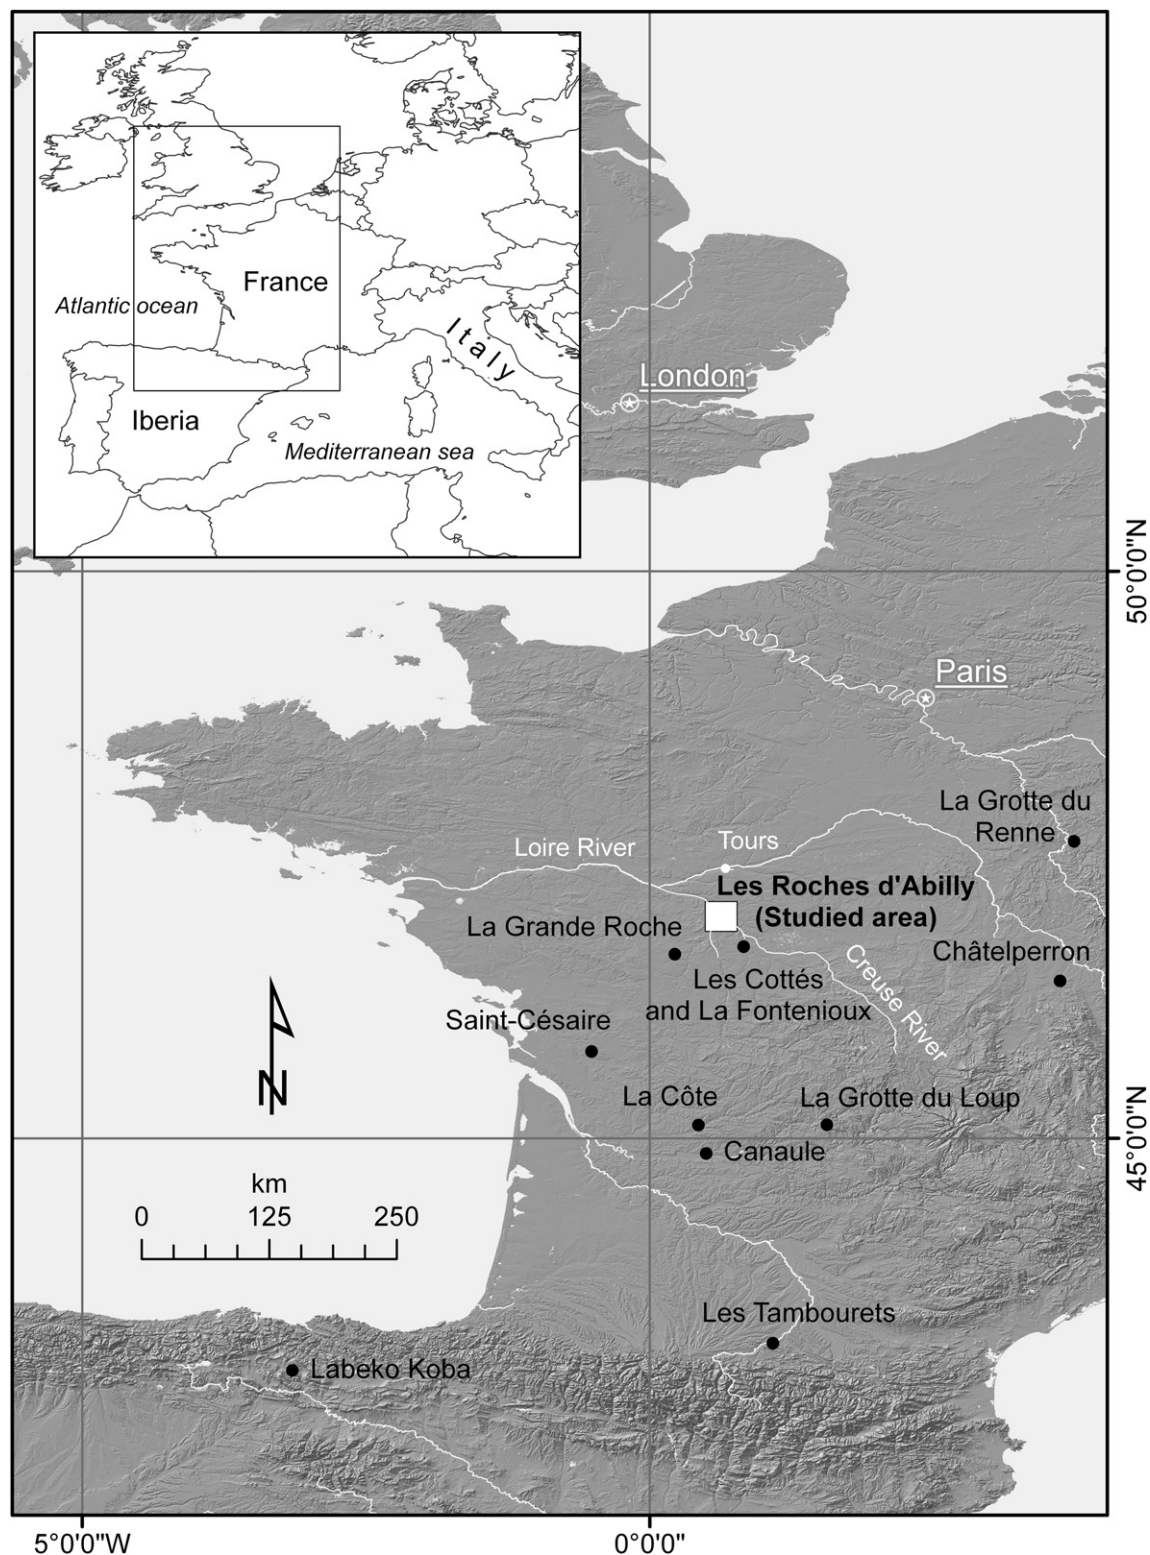 France
Atlantic ocean
Italy
Iberia
Mediterranean sea
London
50°0'0"N
Paris
La Grotte du
Renne
Tours
Loire River
Les Roches d'Abilly
(Studied area)
La Grande Roche
Châtelperron
Les Cottés
and La Fontenioux
Creuse River
Saint-Césaire
N
La Côte
La Grotte du Loup
45°0'0"N
Canaule
km
0 125 250
Les Tambourets
Labeko Koba
5°0'0"W
0°0'0"